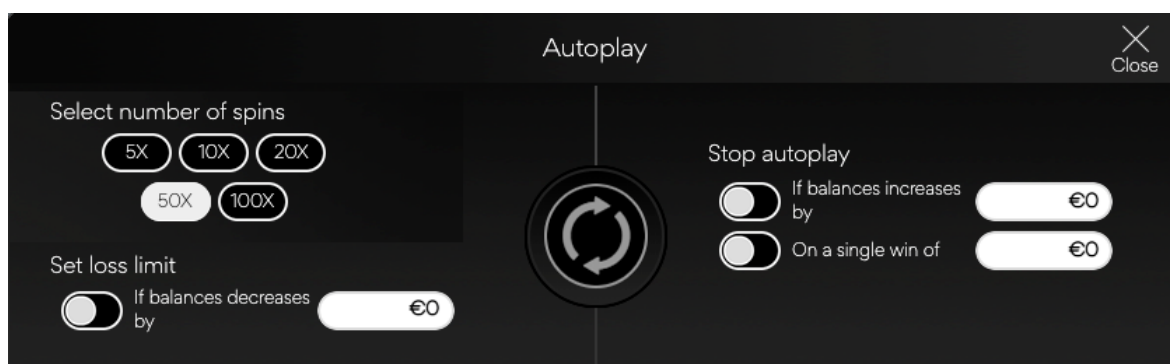 Autoplay
Close
Select number of spins
5X 10X 20X
50X 100X
Set loss limit
If balances decreases
by
€0
Stop autoplay
If balances increases
by
€0
On a single win of €0